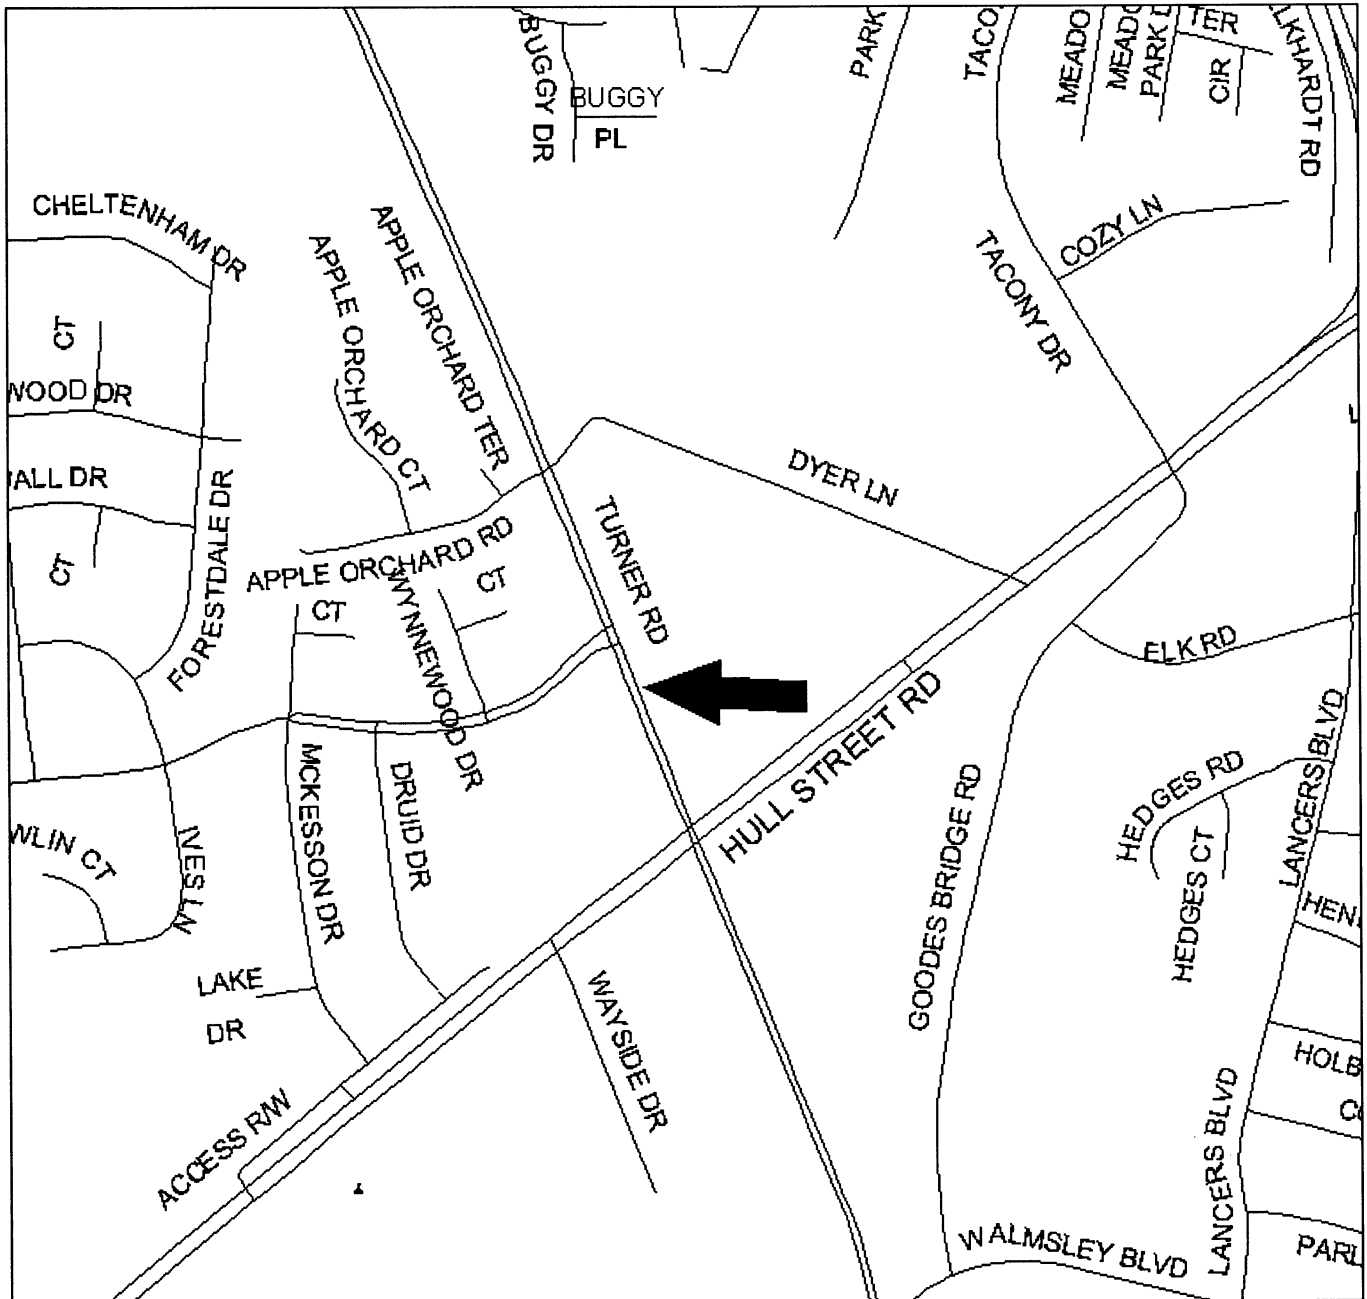 BUGGY DR
BUGGY
PL
PARK
TACO
MEADO
MEADO
PARK D
TER
CIR
LKHARDT RD
CHELTENHAM DR
APPLE ORCHARD TER
APPLE ORCHARD CT
COZY LN
TACONY DR
CT
WOOD DR
ALL DR
CT
FORESTDALE DR
DYER LN
APPLE ORCHARD RD
CT
CT
WYNNEWOOD DR
TURNER RD
ELK RD
HULL STREET RD
LANCERS BLVD
HEDGES RD
HEDGES CT
GOODES BRIDGE RD
MCKESSON DR
DRUID DR
WLIN CT
IVES LN
HEN
LAKE
DR
WAYSIDE DR
ACCESS R/W
HOLB
CO
LANCERS BLVD
WALMSLEY BLVD
PARL